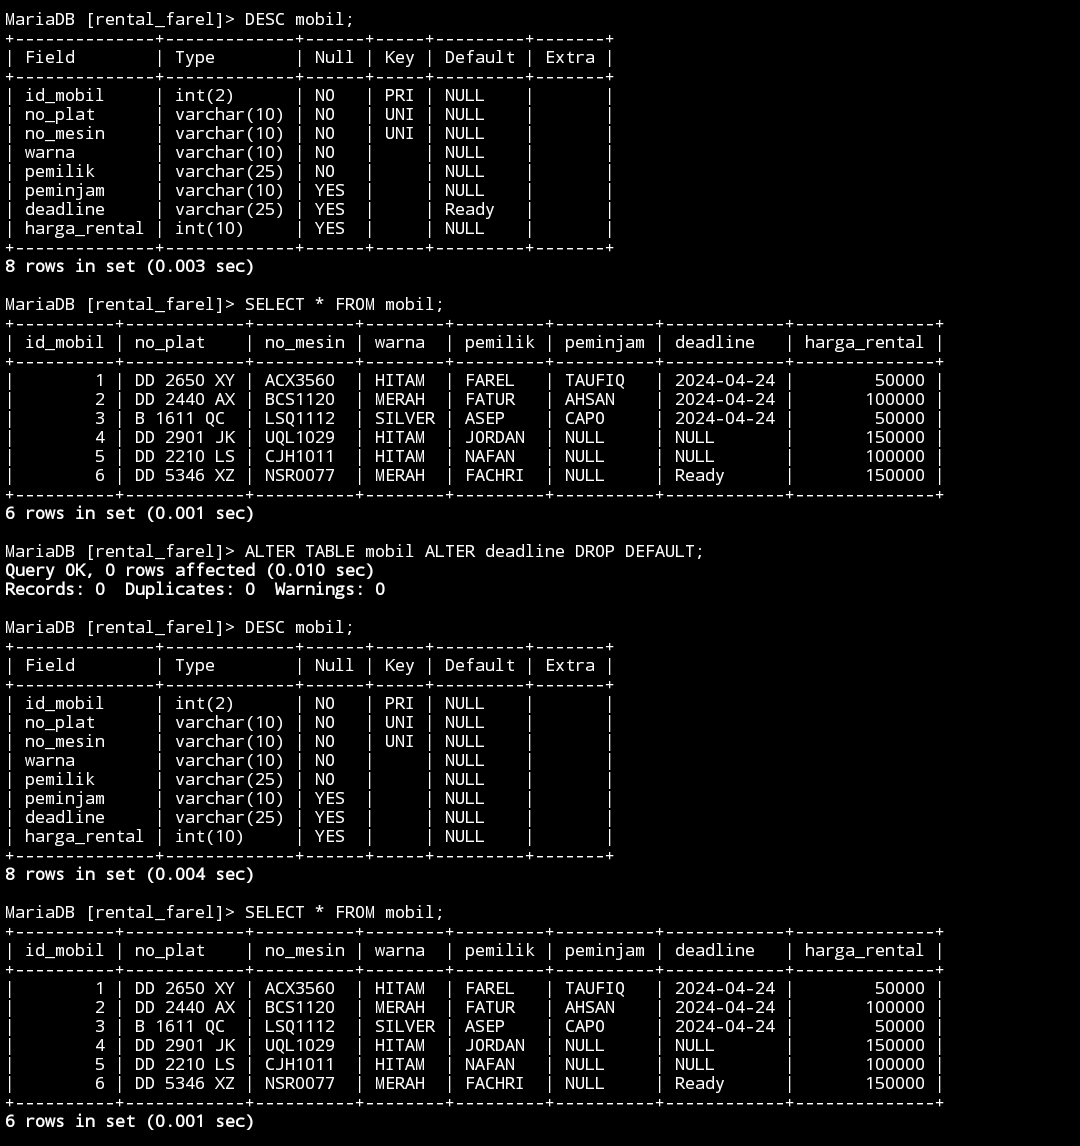 MariaDB [rental_farel]> DESC mobil;
+--------------+-------------+------+-----+---------+-------+
| Field        | Type        | Null | Key | Default | Extra |
+--------------+-------------+------+-----+---------+-------+
| id_mobil     | int(2)      | NO   | PRI | NULL    |       |
| no_plat      | varchar(10) | NO   | UNI | NULL    |       |
| no_mesin     | varchar(10) | NO   | UNI | NULL    |       |
| warna        | varchar(10) | NO   |     | NULL    |       |
| pemilik      | varchar(25) | NO   |     | NULL    |       |
| peminjam     | varchar(10) | YES  |     | NULL    |       |
| deadline     | varchar(25) | YES  |     | Ready   |       |
| harga_rental | int(10)     | YES  |     | NULL    |       |
+--------------+-------------+------+-----+---------+-------+
8 rows in set (0.003 sec)
MariaDB [rental_farel]> SELECT * FROM mobil;
+----------+------------+----------+--------+---------+----------+------------+--------------+
| id_mobil | no_plat    | no_mesin | warna  | pemilik | peminjam | deadline   | harga_rental |
+----------+------------+----------+--------+---------+----------+------------+--------------+
|        1 | DD 2650 XY | ACX3560  | HITAM  | FAREL   | TAUFIQ   | 2024-04-24 |        50000 |
|        2 | DD 2440 AX | BCS1120  | MERAH  | FATUR   | AHSAN    | 2024-04-24 |       100000 |
|        3 | B 1611 QC  | LSQ1112  | SILVER | ASEP    | CAPO     | 2024-04-24 |        50000 |
|        4 | DD 2901 JK | UQL1029  | HITAM  | JORDAN  | NULL     | NULL       |       150000 |
|        5 | DD 2210 LS | CJH1011  | HITAM  | NAFAN   | NULL     | NULL       |       100000 |
|        6 | DD 5346 XZ | NSR0077  | MERAH  | FACHRI  | NULL     | Ready      |       150000 |
+----------+------------+----------+--------+---------+----------+------------+--------------+
6 rows in set (0.001 sec)
MariaDB [rental_farel]> ALTER TABLE mobil ALTER deadline DROP DEFAULT;
Query OK, 0 rows affected (0.010 sec)
Records: 0  Duplicates: 0  Warnings: 0
MariaDB [rental_farel]> DESC mobil;
+--------------+-------------+------+-----+---------+-------+
| Field        | Type        | Null | Key | Default | Extra |
+--------------+-------------+------+-----+---------+-------+
| id_mobil     | int(2)      | NO   | PRI | NULL    |       |
| no_plat      | varchar(10) | NO   | UNI | NULL    |       |
| no_mesin     | varchar(10) | NO   | UNI | NULL    |       |
| warna        | varchar(10) | NO   |     | NULL    |       |
| pemilik      | varchar(25) | NO   |     | NULL    |       |
| peminjam     | varchar(10) | YES  |     | NULL    |       |
| deadline     | varchar(25) | YES  |     | NULL    |       |
| harga_rental | int(10)     | YES  |     | NULL    |       |
+--------------+-------------+------+-----+---------+-------+
8 rows in set (0.004 sec)
MariaDB [rental_farel]> SELECT * FROM mobil;
+----------+------------+----------+--------+---------+----------+------------+--------------+
| id_mobil | no_plat    | no_mesin | warna  | pemilik | peminjam | deadline   | harga_rental |
+----------+------------+----------+--------+---------+----------+------------+--------------+
|        1 | DD 2650 XY | ACX3560  | HITAM  | FAREL   | TAUFIQ   | 2024-04-24 |        50000 |
|        2 | DD 2440 AX | BCS1120  | MERAH  | FATUR   | AHSAN    | 2024-04-24 |       100000 |
|        3 | B 1611 QC  | LSQ1112  | SILVER | ASEP    | CAPO     | 2024-04-24 |        50000 |
|        4 | DD 2901 JK | UQL1029  | HITAM  | JORDAN  | NULL     | NULL       |       150000 |
|        5 | DD 2210 LS | CJH1011  | HITAM  | NAFAN   | NULL     | NULL       |       100000 |
|        6 | DD 5346 XZ | NSR0077  | MERAH  | FACHRI  | NULL     | Ready      |       150000 |
+----------+------------+----------+--------+---------+----------+------------+--------------+
6 rows in set (0.001 sec)